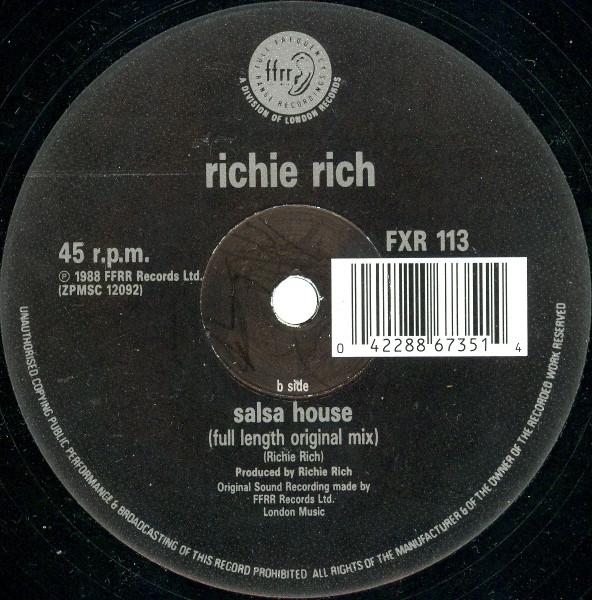 FULL FREQUENCY
ffrr
RANGE RECORDINGS
A DIVISION OF LONDON RECORDS
richie rich
45 r.p.m.
℗ 1988 FFRR Records Ltd.
(ZPMSC 12092)
FXR 113
0 42288 67351 4
b side
salsa house
(full length original mix)
(Richie Rich)
Produced by Richie Rich
Original Sound Recording made by
FFRR Records Ltd.
London Music
UNAUTHORISED COPYING PUBLIC PERFORMANCE & BROADCASTING OF THIS RECORD PROHIBITED ALL RIGHTS OF THE MANUFACTURER & OF THE OWNER OF THE RECORDED WORK RESERVED